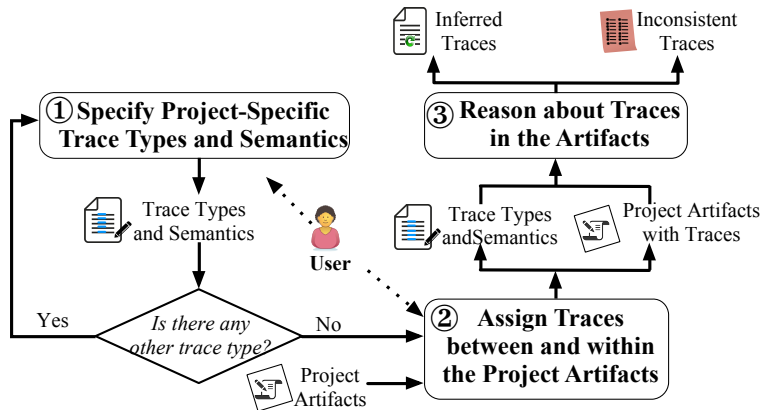 Inferred
Traces
Inconsistent
Traces
① Specify Project-Specific
Trace Types and Semantics
③ Reason about Traces
in the Artifacts
Trace Types
and Semantics
User
Trace Types
andSemantics
Project Artifacts
with Traces
Yes
Is there any
other trace type?
No
② Assign Traces
between and within
the Project Artifacts
Project
Artifacts